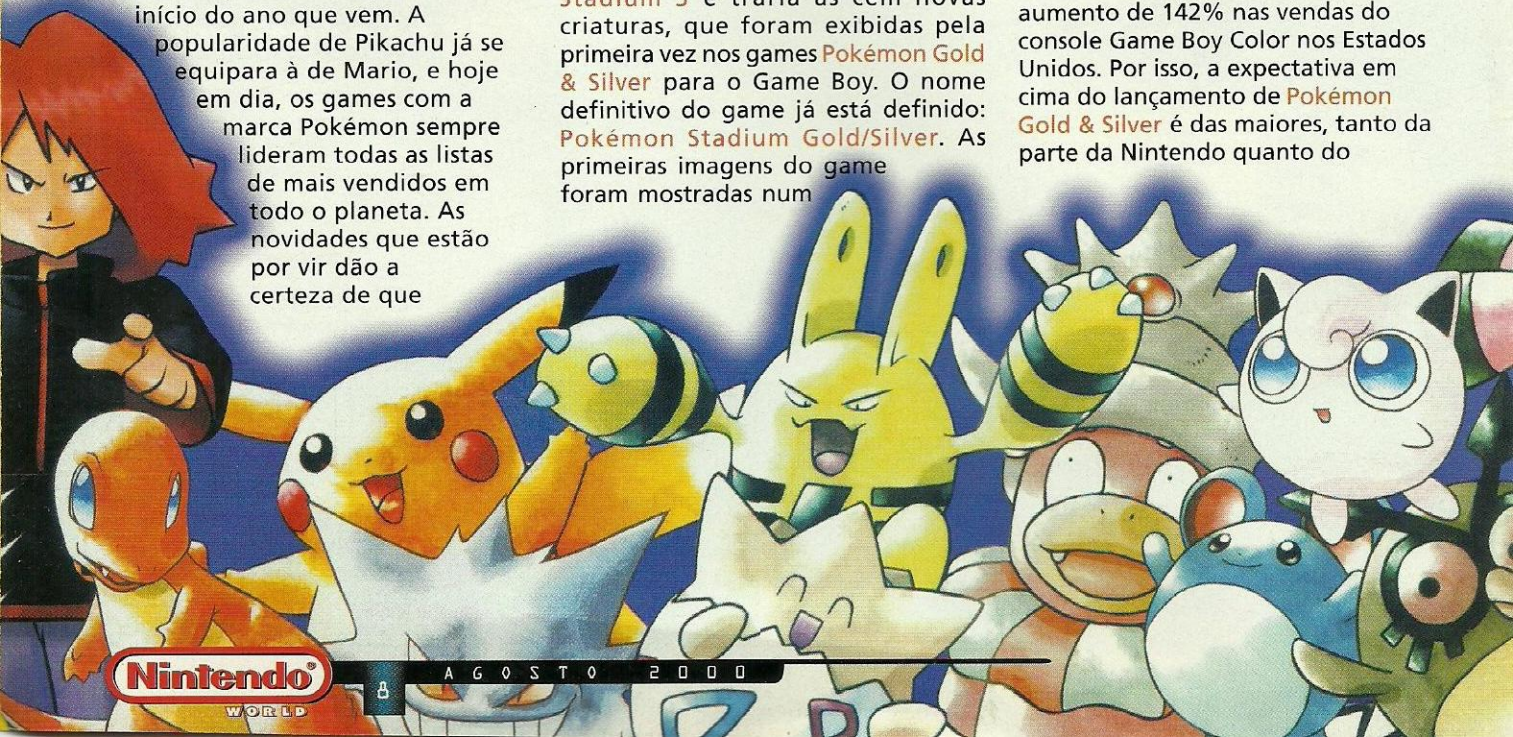 início do ano que vem. A
popularidade de Pikachu já se
equipara à de Mario, e hoje
em dia, os games com a
marca Pokémon sempre
lideram todas as listas
de mais vendidos em
todo o planeta. As
novidades que estão
por vir dão a
certeza de que
Stadium 3 e traria as cem novas
criaturas, que foram exibidas pela
primeira vez nos games Pokémon Gold
& Silver para o Game Boy. O nome
definitivo do game já está definido:
Pokémon Stadium Gold/Silver. As
primeiras imagens do game
foram mostradas num
aumento de 142% nas vendas do
console Game Boy Color nos Estados
Unidos. Por isso, a expectativa em
cima do lançamento de Pokémon
Gold & Silver é das maiores, tanto da
parte da Nintendo quanto do
Nintendo®
WORLD
8
AGOSTO 2000